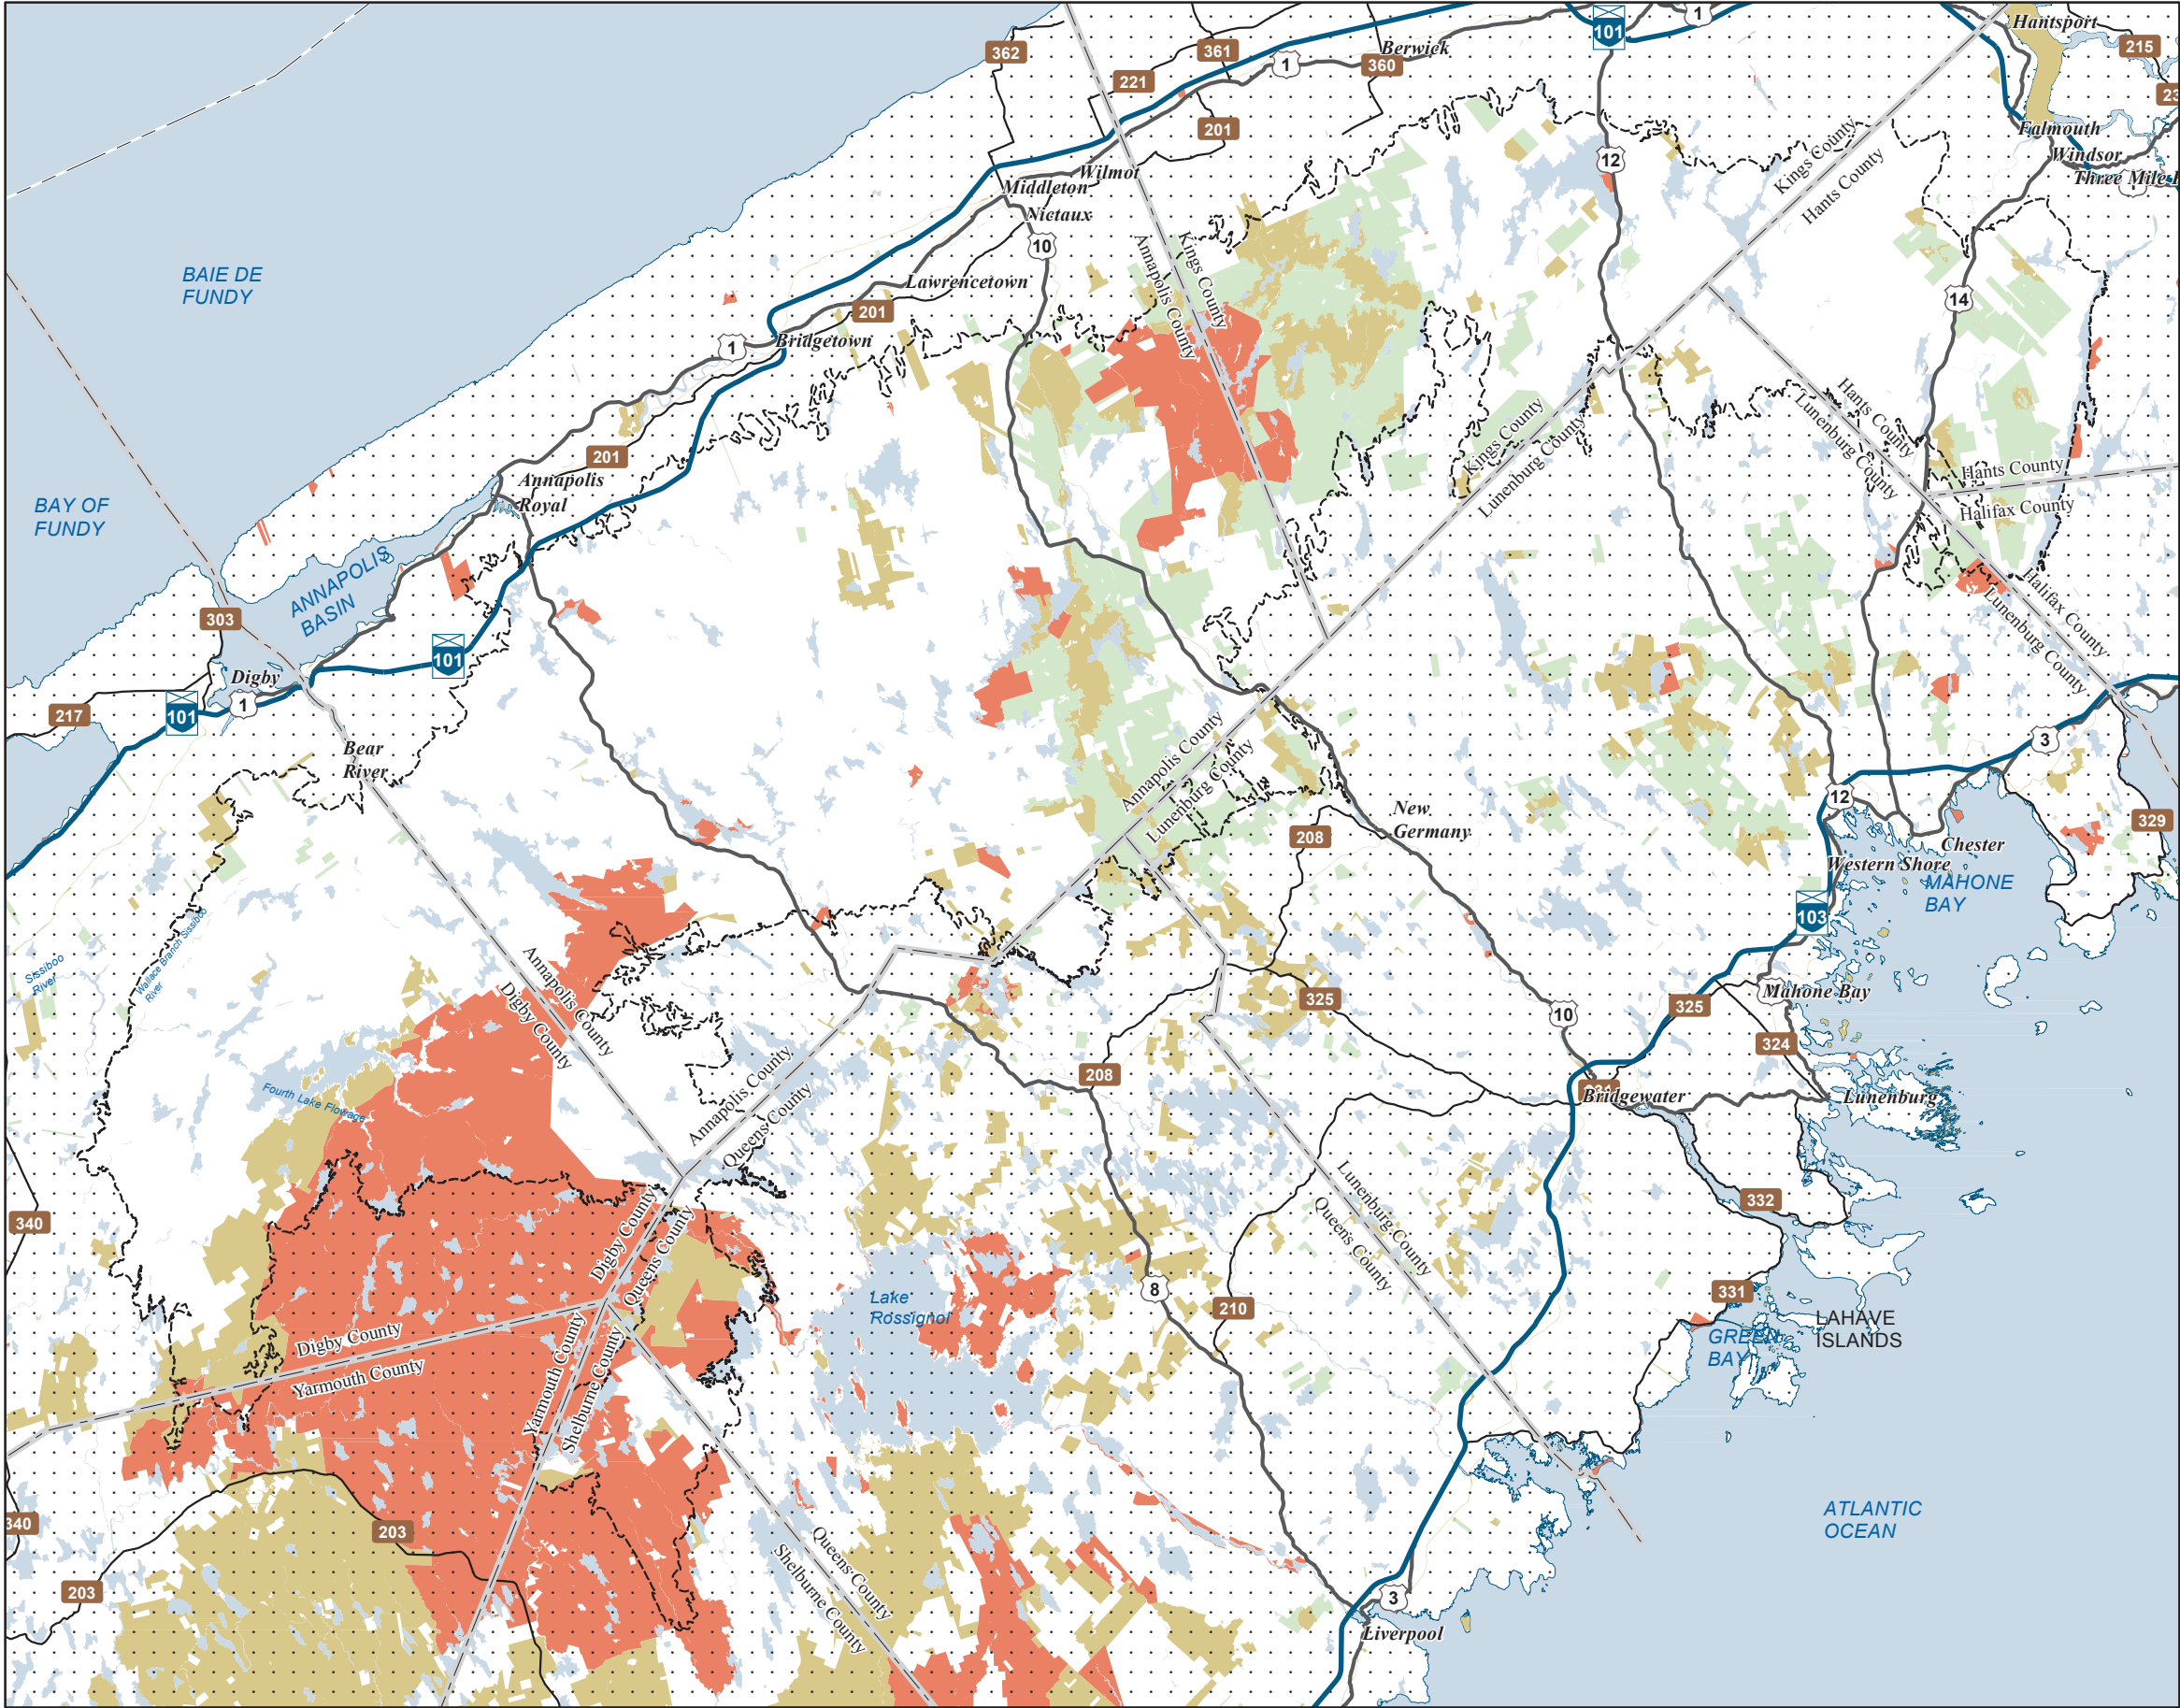 Hantsport
101
1
362
361
Berwick
215
1
360
221
23
201
Falmouth
12
Kings County
Hants County
Windsor
Three Mile
Wilmot
Middleton
Nictaux
10
Kings County
Annapolis County
BAIE DE
FUNDY
Lawrencetown
201
14
1
Bridgetown
Hants County
Lunenburg County
Kings County
Lunenburg County
201
Annapolis
Royal
Hants County
Halifax County
BAY OF
FUNDY
ANNAPOLIS
BASIN
Halifax County
Lunenburg County
303
101
Digby
217
101
1
Bear
River
3
Annapolis County
Lunenburg County
12
New
Germany
208
329
Chester
Western Shore
MAHONE
BAY
103
Sissiboo
River
Wallace Branch Sissiboo
River
Annapolis County
Digby County
Mahone Bay
325
325
10
324
Annapolis County
Queens County
208
Fourth Lake Flowage
Bridgewater
Lunenburg
Lunenburg County
Queens County
332
340
Digby County
Queens County
8
210
331
Lake
Rossignol
LAHAVE
ISLANDS
GREEN
BAY
Digby County
Yarmouth County
Yarmouth County
Shelburne County
ATLANTIC
OCEAN
340
203
Queens County
Shelburne County
203
3
Liverpool